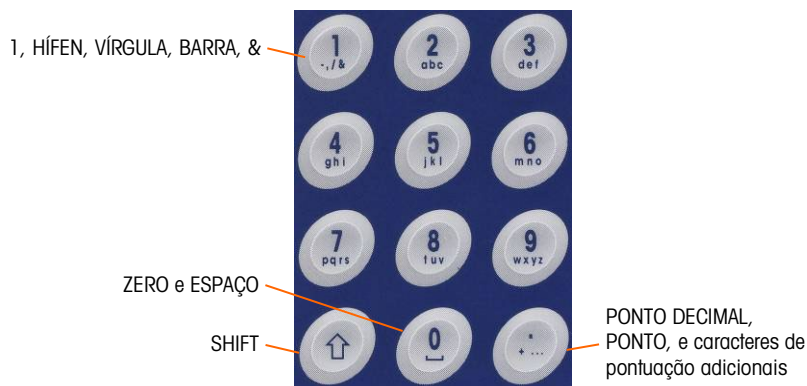 1, HÍFEN, VÍRGULA, BARRA, &
1
-,/&
2
abc
3
def
4
ghi
5
jkl
6
mno
7
pqrs
8
tuv
9
wxyz
ZERO e ESPAÇO
SHIFT
0
.
+ ...
PONTO DECIMAL,
PONTO, e caracteres de
pontuação adicionais